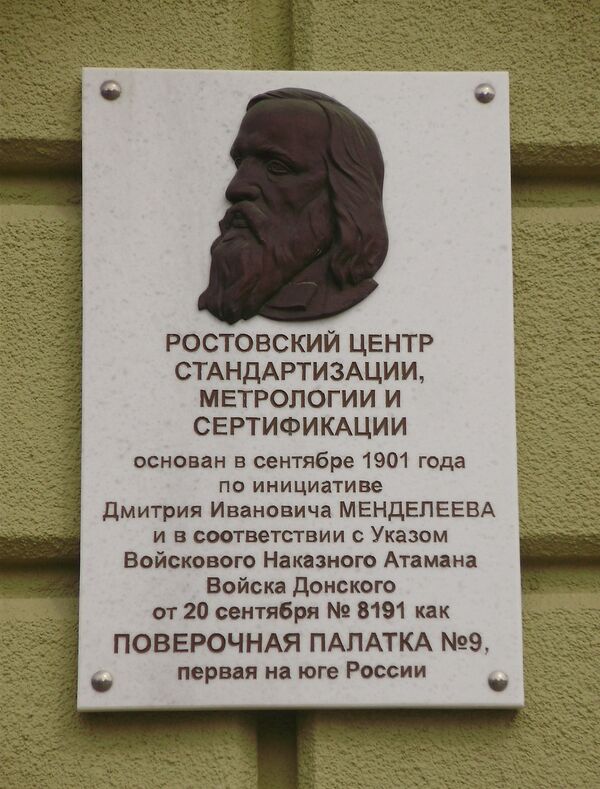 РОСТОВСКИЙ ЦЕНТР
СТАНДАРТИЗАЦИИ,
МЕТРОЛОГИИ И
СЕРТИФИКАЦИИ
основан в сентябре 1901 года
по инициативе
Дмитрия Ивановича МЕНДЕЛЕЕВА
и в соответствии с Указом
Войскового Наказного Атамана
Войска Донского
от 20 сентября № 8191 как
ПОВЕРОЧНАЯ ПАЛАТКА №9,
первая на юге России